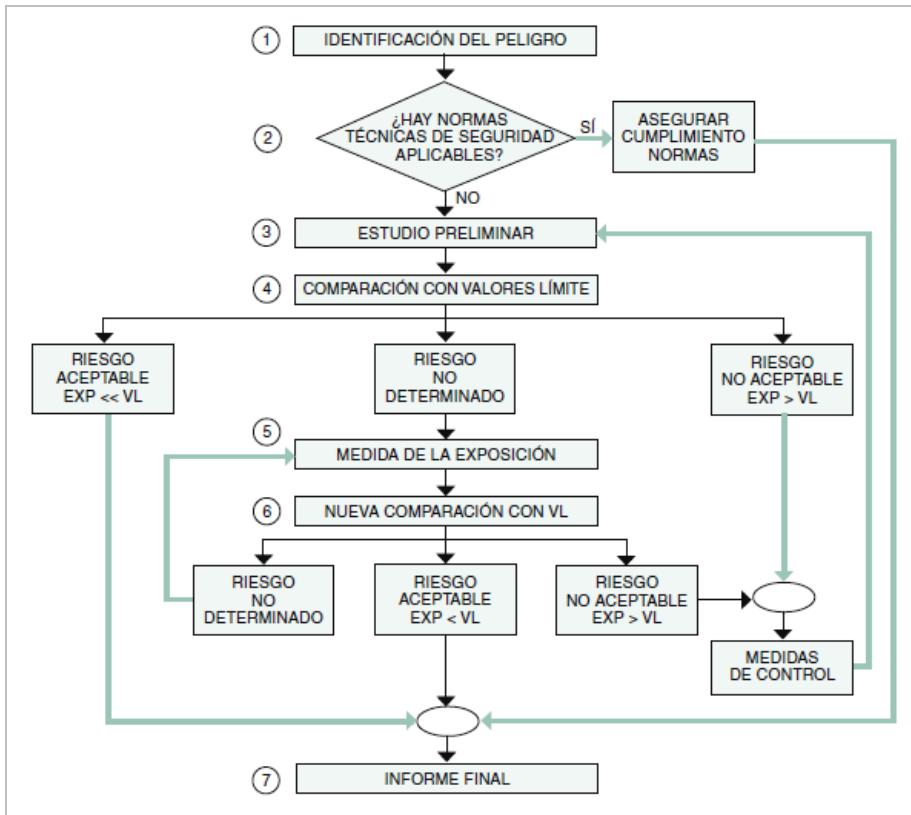 1
IDENTIFICACIÓN DEL PELIGRO
2
¿HAY NORMAS
TÉCNICAS DE SEGURIDAD
APLICABLES?
SÍ
ASEGURAR
CUMPLIMIENTO
NORMAS
NO
3
ESTUDIO PRELIMINAR
4
COMPARACIÓN CON VALORES LÍMITE
RIESGO
ACEPTABLE
EXP << VL
RIESGO
NO
DETERMINADO
RIESGO
NO ACEPTABLE
EXP > VL
5
MEDIDA DE LA EXPOSICIÓN
6
NUEVA COMPARACIÓN CON VL
RIESGO
NO
DETERMINADO
RIESGO
ACEPTABLE
EXP < VL
RIESGO
NO ACEPTABLE
EXP > VL
MEDIDAS
DE CONTROL
7
INFORME FINAL